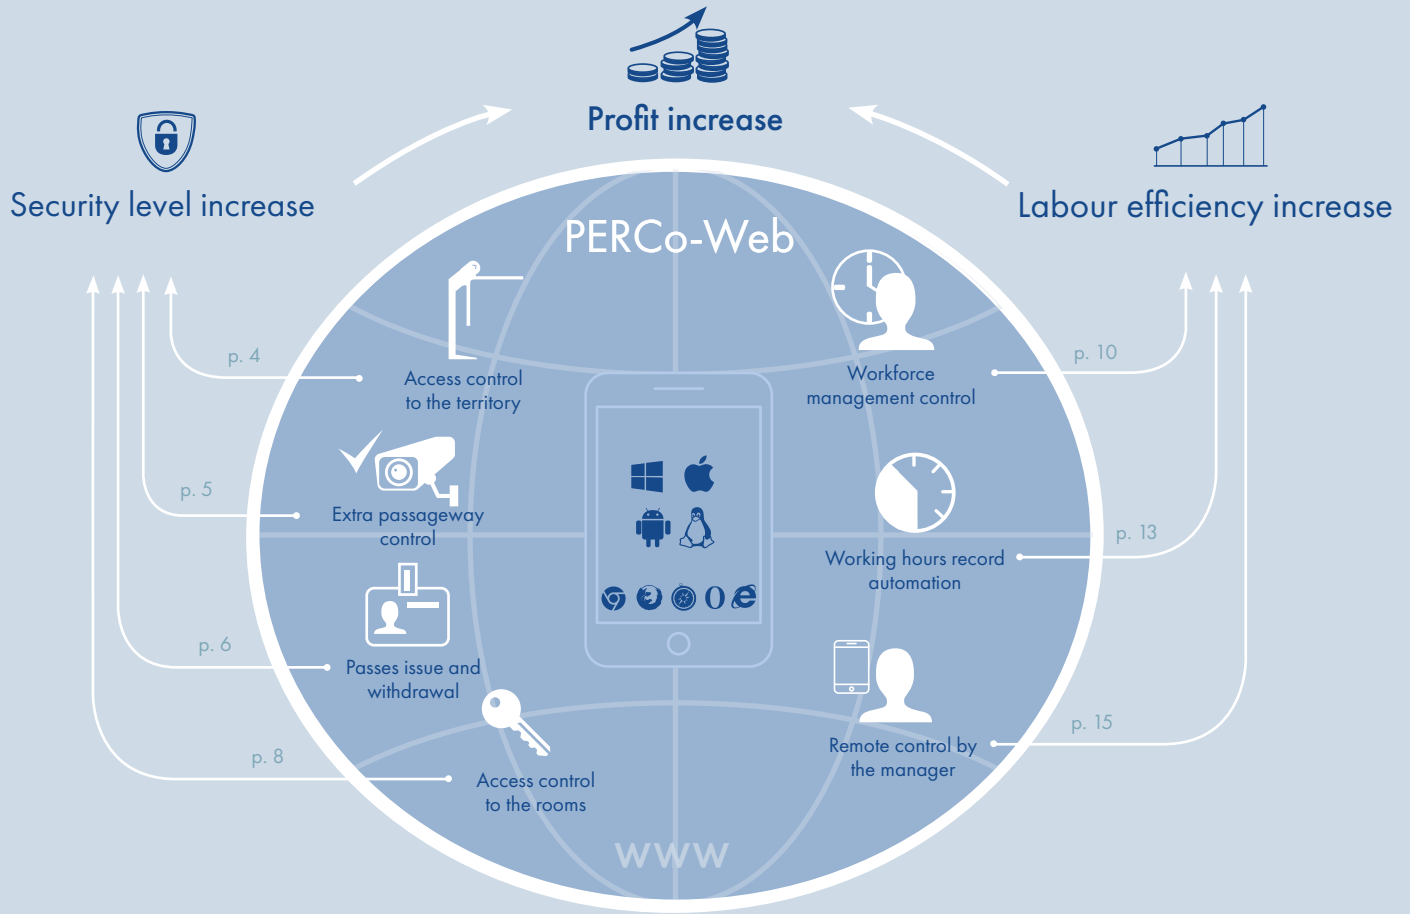 Profit increase
Security level increase
Labour efficiency increase
PERCo-Web
p. 4
Access control
to the territory
p. 5
Extra passageway
control
p. 6
Passes issue and
withdrawal
p. 8
Access control
to the rooms
Workforce
management control
p. 10
Working hours record
automation
p. 13
Remote control by
the manager
p. 15
www